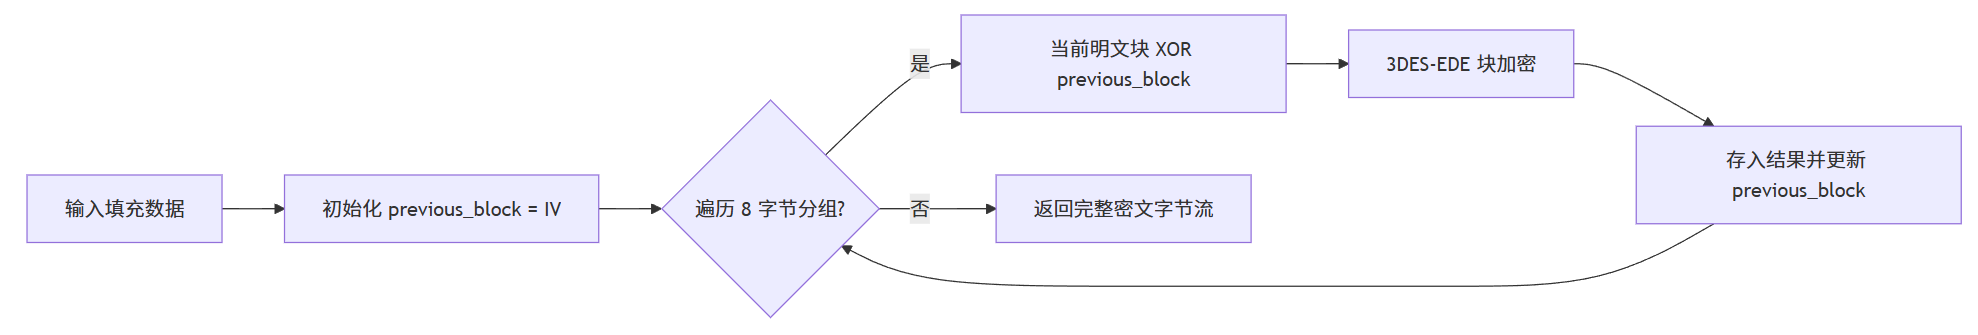 输入填充数据
初始化 previous_block = IV
遍历 8 字节分组?
是
当前明文块 XOR
previous_block
3DES-EDE 块加密
存入结果并更新
previous_block
否
返回完整密文字节流